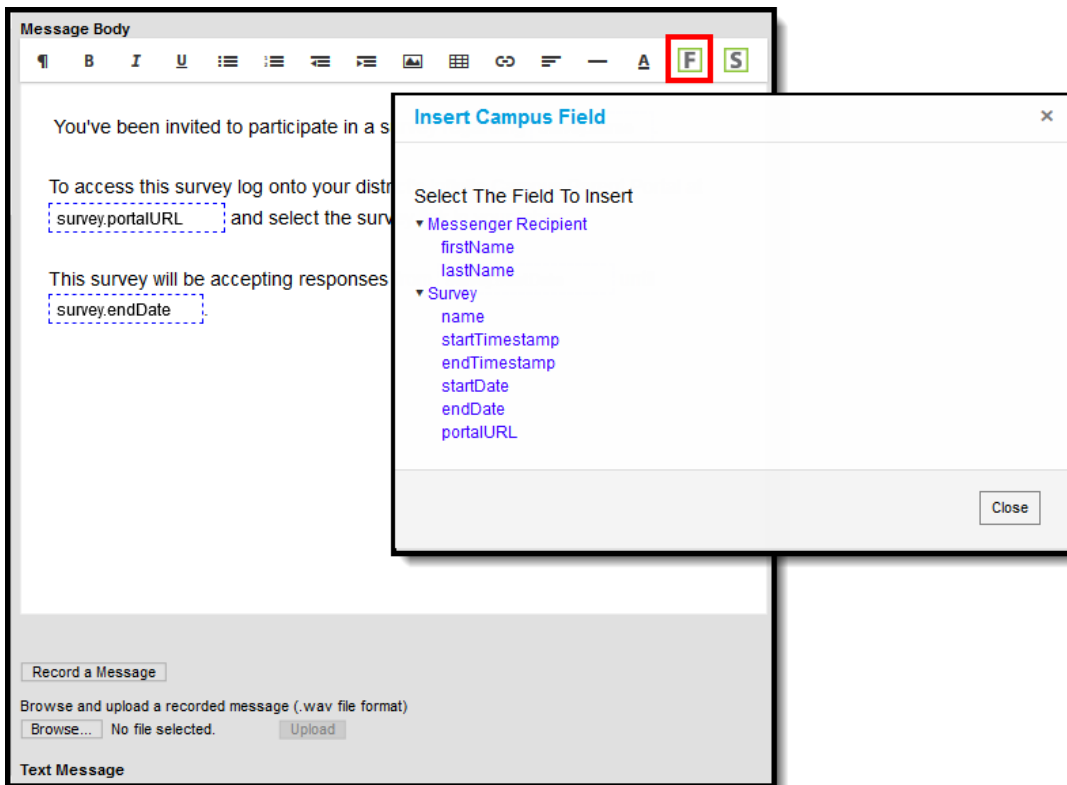 Message Body
¶ B I U A F S
You've been invited to participate in a s
To access this survey log onto your distr
survey.portalURL and select the surv
This survey will be accepting responses
survey.endDate .
Insert Campus Field ×
Select The Field To Insert
Messenger Recipient
firstName
lastName
Survey
name
startTimestamp
endTimestamp
startDate
endDate
portalURL
Close
Record a Message
Browse and upload a recorded message (.wav file format)
Browse... No file selected. Upload
Text Message